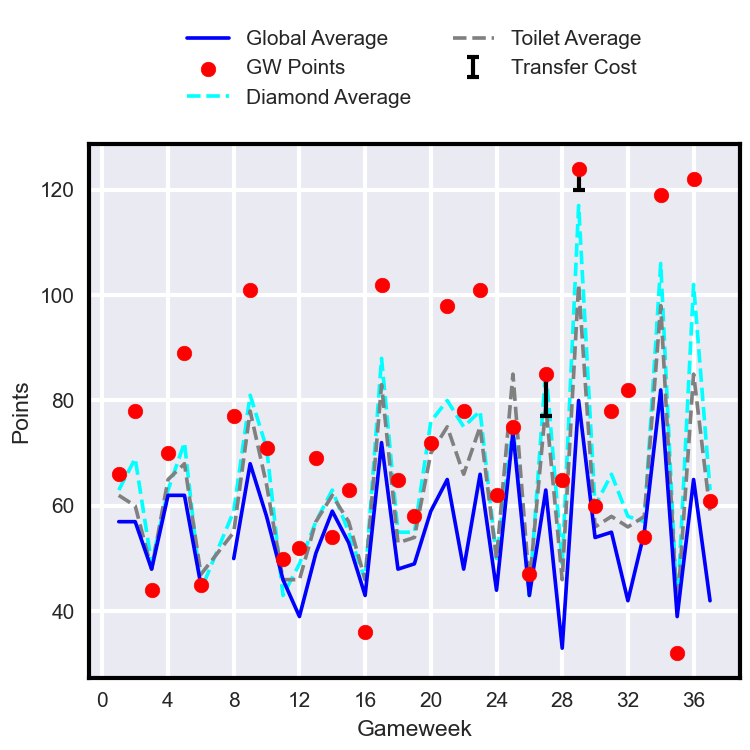 Global Average
GW Points
Diamond Average
Toilet Average
Transfer Cost
Points
120
100
80
60
40
0 4 8 12 16 20 24 28 32 36
Gameweek